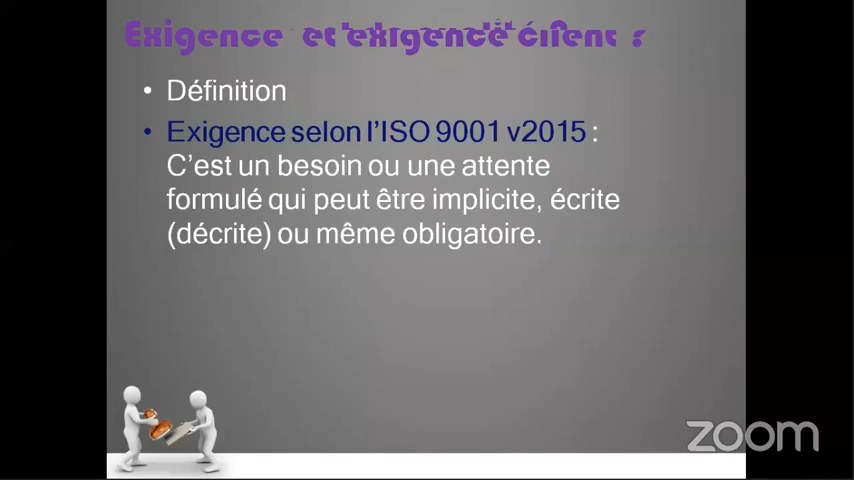 Exigence et exigence client :
• Définition
• Exigence selon l'ISO 9001 v2015 :
C'est un besoin ou une attente
formulé qui peut être implicite, écrite
(décrite) ou même obligatoire.
zoom